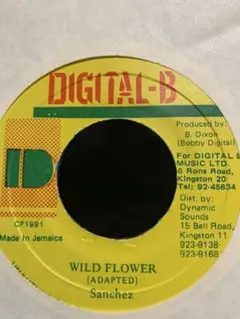 DIGITAL-B
Produced by:
B. Dixon
(Bobby Digital)
For DIGITAL B
MUSIC LTD.
Rons Road,
Kingston 20
Tel: 92-45634
Dist. by:
Dynamic
Sounds
15 Bell Road,
Kingston 11
923-9138
923-9168
CP1991
Made In Jamaica
WILD FLOWER
(ADAPTED)
Sanchez